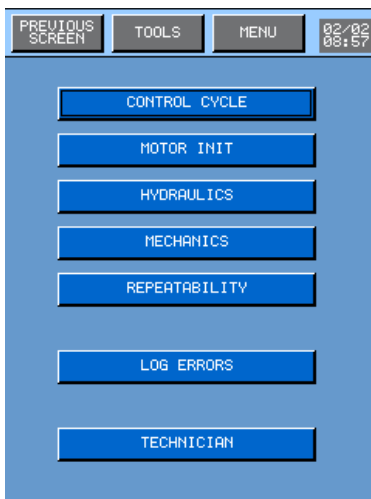 PREVIOUS
SCREEN
TOOLS
MENU
02/02
08:57
CONTROL CYCLE
MOTOR INIT
HYDRAULICS
MECHANICS
REPEATABILITY
LOG ERRORS
TECHNICIAN